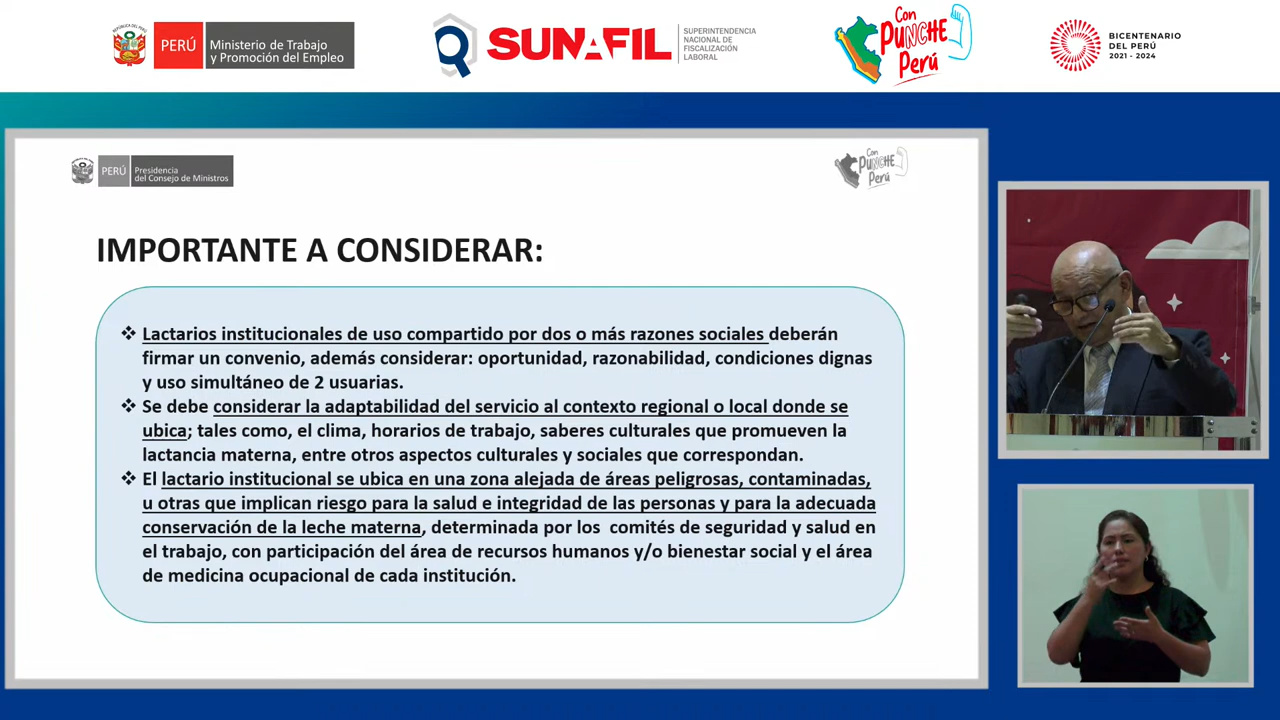 PERÚ
Ministerio de Trabajo
y Promoción del Empleo
SUNAFIL
SUPERINTENDENCIA
NACIONAL DE
FISCALIZACIÓN
LABORAL
Con
PUNCHE
Perú
BICENTENARIO
DEL PERÚ
2021 - 2024
PERÚ
Presidencia
del Consejo de Ministros
Con
PUNCHE
Perú
IMPORTANTE A CONSIDERAR:
❖ Lactarios institucionales de uso compartido por dos o más razones sociales deberán
firmar un convenio, además considerar: oportunidad, razonabilidad, condiciones dignas
y uso simultáneo de 2 usuarias.
❖ Se debe considerar la adaptabilidad del servicio al contexto regional o local donde se
ubica; tales como, el clima, horarios de trabajo, saberes culturales que promueven la
lactancia materna, entre otros aspectos culturales y sociales que correspondan.
❖ El lactario institucional se ubica en una zona alejada de áreas peligrosas, contaminadas,
u otras que implican riesgo para la salud e integridad de las personas y para la adecuada
conservación de la leche materna, determinada por los comités de seguridad y salud en
el trabajo, con participación del área de recursos humanos y/o bienestar social y el área
de medicina ocupacional de cada institución.